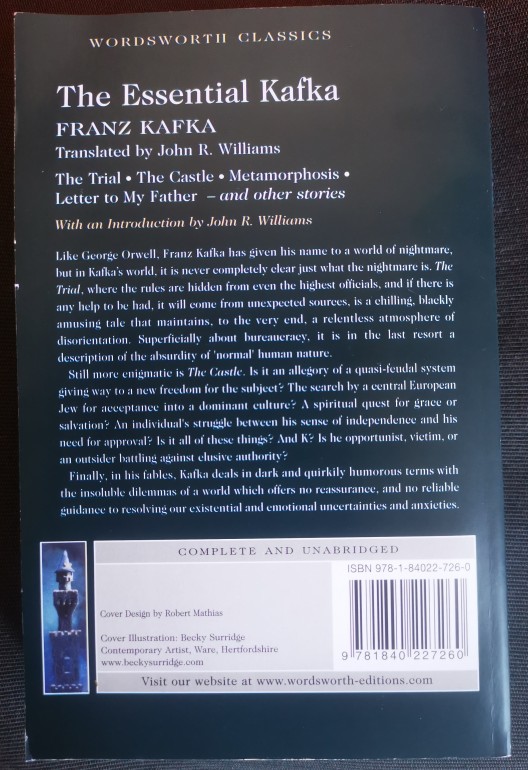 WORDSWORTH CLASSICS
The Essential Kafka
FRANZ KAFKA
Translated by John R. Williams
The Trial • The Castle • Metamorphosis •
Letter to My Father – and other stories
With an Introduction by John R. Williams
Like George Orwell, Franz Kafka has given his name to a world of nightmare,
but in Kafka's world, it is never completely clear just what the nightmare is. The
Trial, where the rules are hidden from even the highest officials, and if there is
any help to be had, it will come from unexpected sources, is a chilling, blackly
amusing tale that maintains, to the very end, a relentless atmosphere of
disorientation. Superficially about bureaucracy, it is in the last resort a
description of the absurdity of 'normal' human nature.
Still more enigmatic is The Castle. Is it an allegory of a quasi-feudal system
giving way to a new freedom for the subject? The search by a central European
Jew for acceptance into a dominant culture? A spiritual quest for grace or
salvation? An individual's struggle between his sense of independence and his
need for approval? Is it all of these things? And K? Is he opportunist, victim, or
an outsider battling against elusive authority?
Finally, in his fables, Kafka deals in dark and quirkily humorous terms with
the insoluble dilemmas of a world which offers no reassurance, and no reliable
guidance to resolving our existential and emotional uncertainties and anxieties.
COMPLETE AND UNABRIDGED
ISBN 978-1-84022-726-0
Cover Design by Robert Mathias
Cover Illustration: Becky Surridge
Contemporary Artist, Ware, Hertfordshire
www.beckysurridge.com
9 781840 227260
Visit our website at www.wordsworth-editions.com